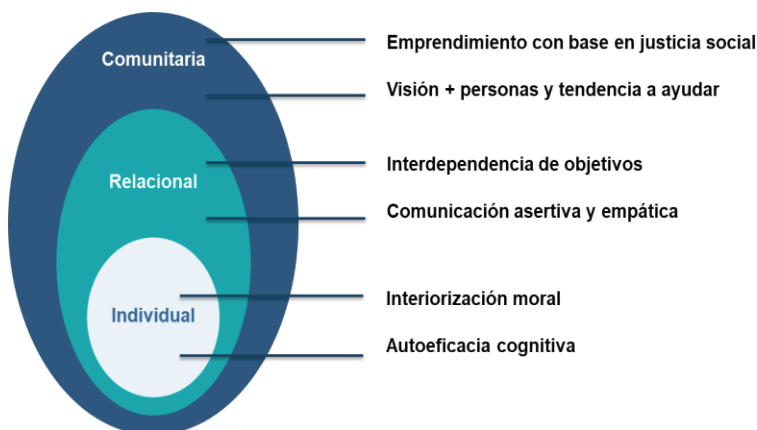 Comunitaria
Emprendimiento con base en justicia social
Visión + personas y tendencia a ayudar
Relacional
Interdependencia de objetivos
Comunicación asertiva y empática
Individual
Interiorización moral
Autoeficacia cognitiva